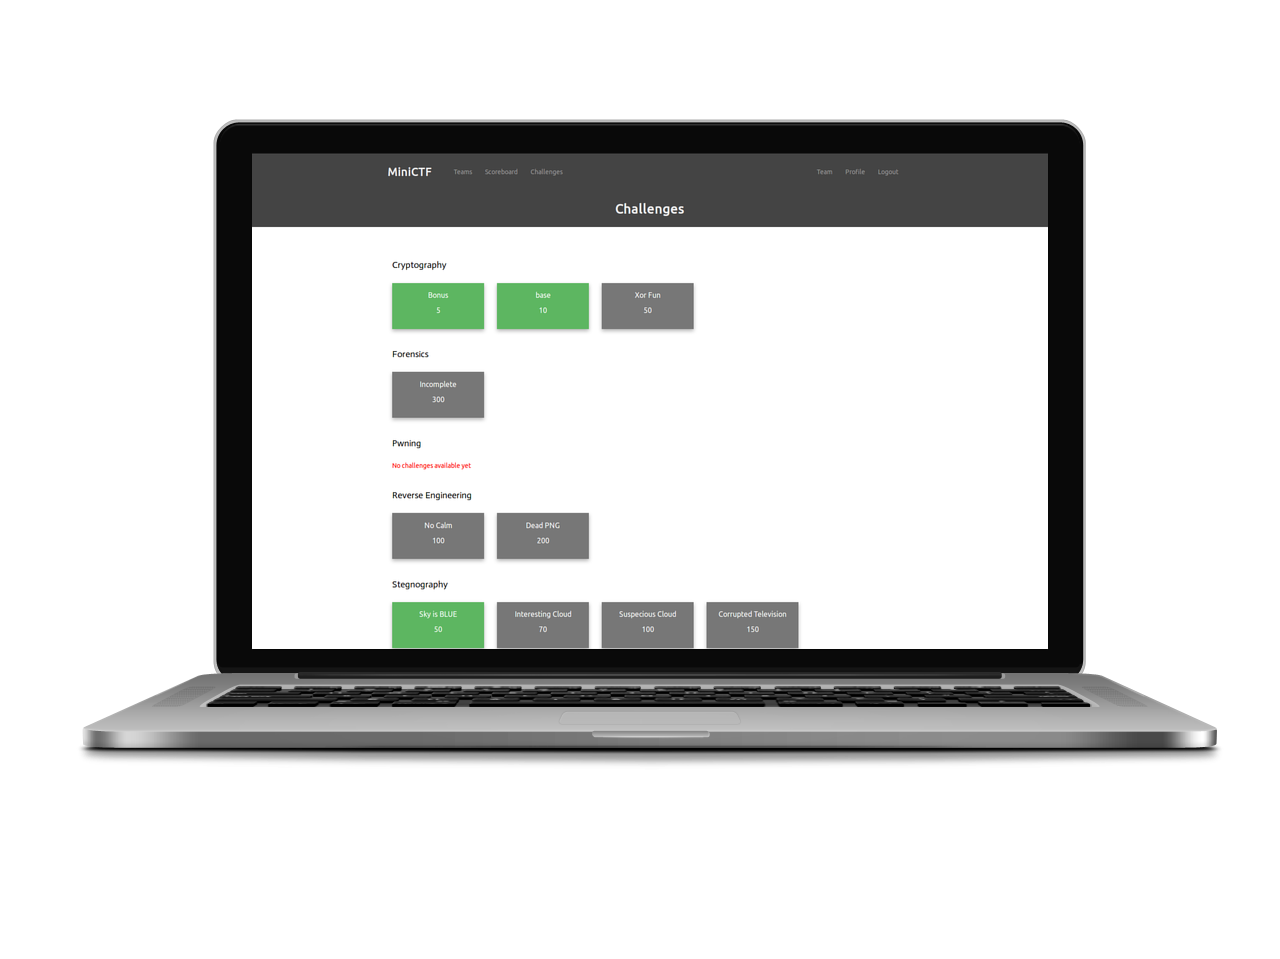 MiniCTF Teams Scoreboard Challenges Team Profile Logout
Challenges
Cryptography
Bonus base Xor Fun
5 10 50
Forensics
Incomplete
300
Pwning
No challenges available yet
Reverse Engineering
No Calm Dead PNG
100 200
Stegnography
Sky is BLUE Interesting Cloud Suspecious Cloud Corrupted Television
50 70 100 150